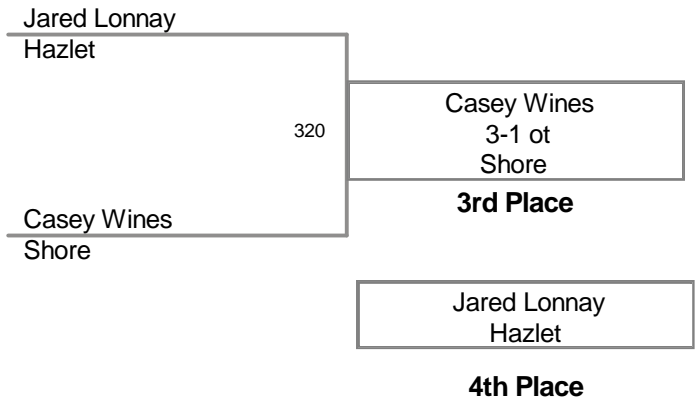 Jared Lonnay
Hazlet
320
Casey Wines
3-1 ot
Shore
3rd Place
Casey Wines
Shore
Jared Lonnay
Hazlet
4th Place